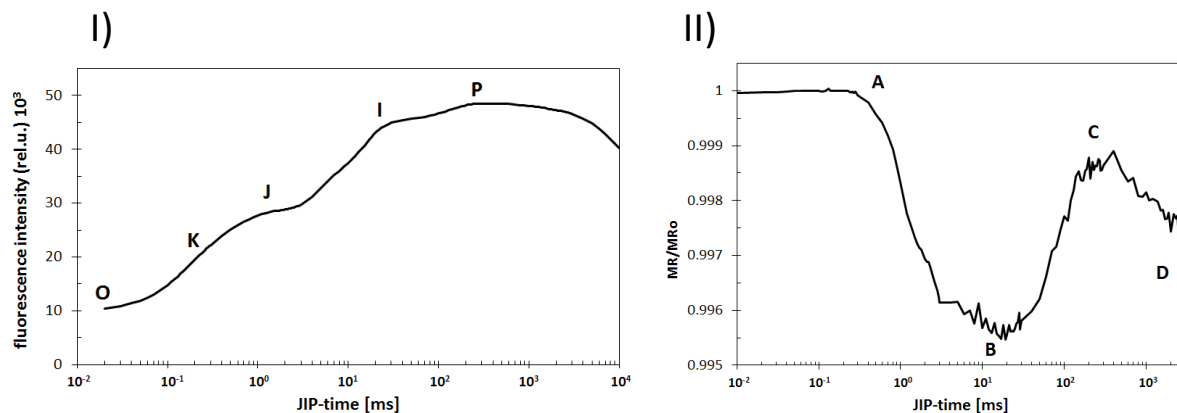 I)
fluorescence intensity (rel.u.) 10³
50
40
30
20
10
0
O
K
J
I
P
10⁻² 10⁻¹ 10⁰ 10¹ 10² 10³ 10⁴
JIP-time [ms]
II)
MR/MRo
1
0.999
0.998
0.997
0.996
0.995
A
B
C
D
10⁻² 10⁻¹ 10⁰ 10¹ 10² 10³
JIP-time [ms]